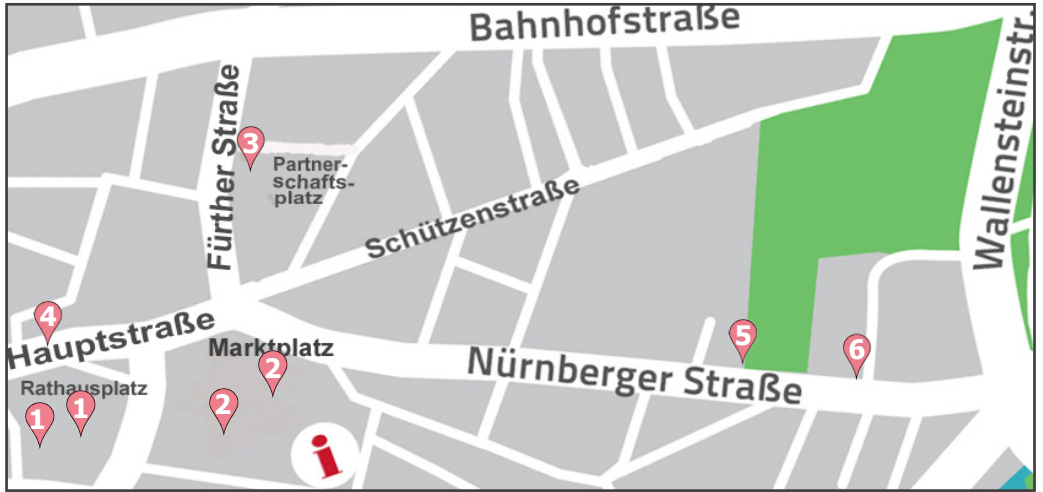 Bahnhofstraße
Wallensteinstr.
Fürther Straße
3
Partner-
schafts-
platz
Schützenstraße
4
Hauptstraße
Marktplatz
5
6
Nürnberger Straße
Rathausplatz
1
1
2
2
i